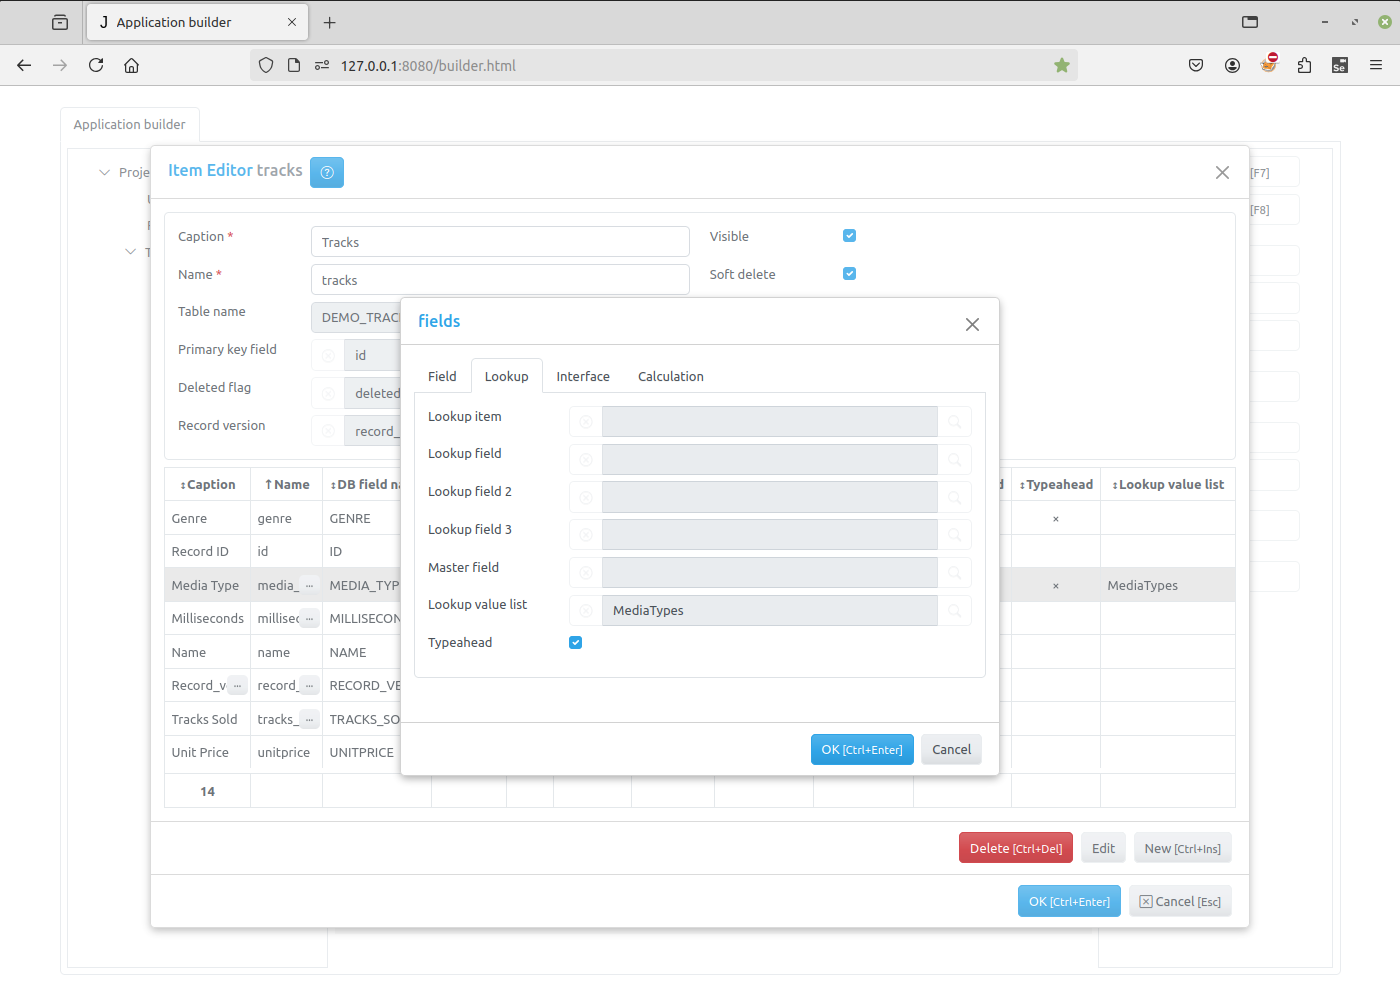 J Application builder
127.0.0.1:8080/builder.html
Se
Application builder
Item Editor tracks
Proje
[F7]
[F8]
Caption *
Tracks
Visible
Name *
tracks
Soft delete
Table name
DEMO_TRAC
Primary key field
id
Deleted flag
deleted
Record version
record_
fields
Field
Lookup
Interface
Calculation
Lookup item
Lookup field
Lookup field 2
Lookup field 3
Master field
Lookup value list
MediaTypes
Typeahead
OK [Ctrl+Enter]
Cancel
Caption Name DB field na d Typeahead Lookup value list
Genre genre GENRE ×
Record ID id ID
Media Type media_ ... MEDIA_TYP × MediaTypes
Milliseconds millisec ... MILLISECON
Name name NAME
Record_v ... record_ ... RECORD_VE
Tracks Sold tracks_ ... TRACKS_SO
Unit Price unitprice UNITPRICE
14
Delete [Ctrl+Del]
Edit
New [Ctrl+Ins]
OK [Ctrl+Enter]
Cancel [Esc]